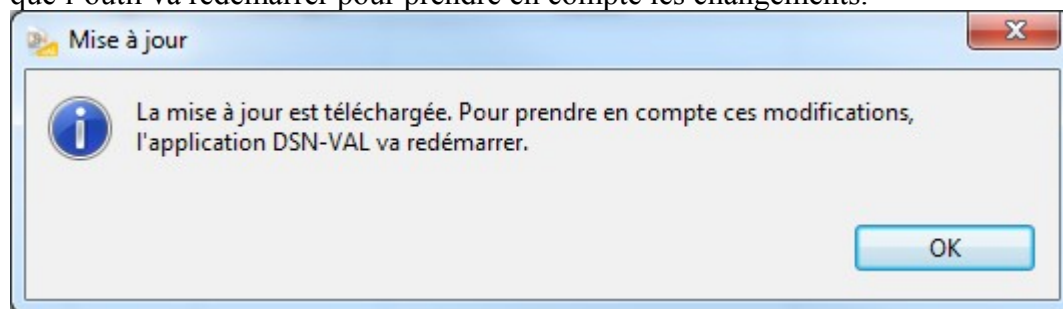 que l'outil va redémarrer pour prendre en compte les changements.
Mise à jour
La mise à jour est téléchargée. Pour prendre en compte ces modifications,
l'application DSN-VAL va redémarrer.
OK